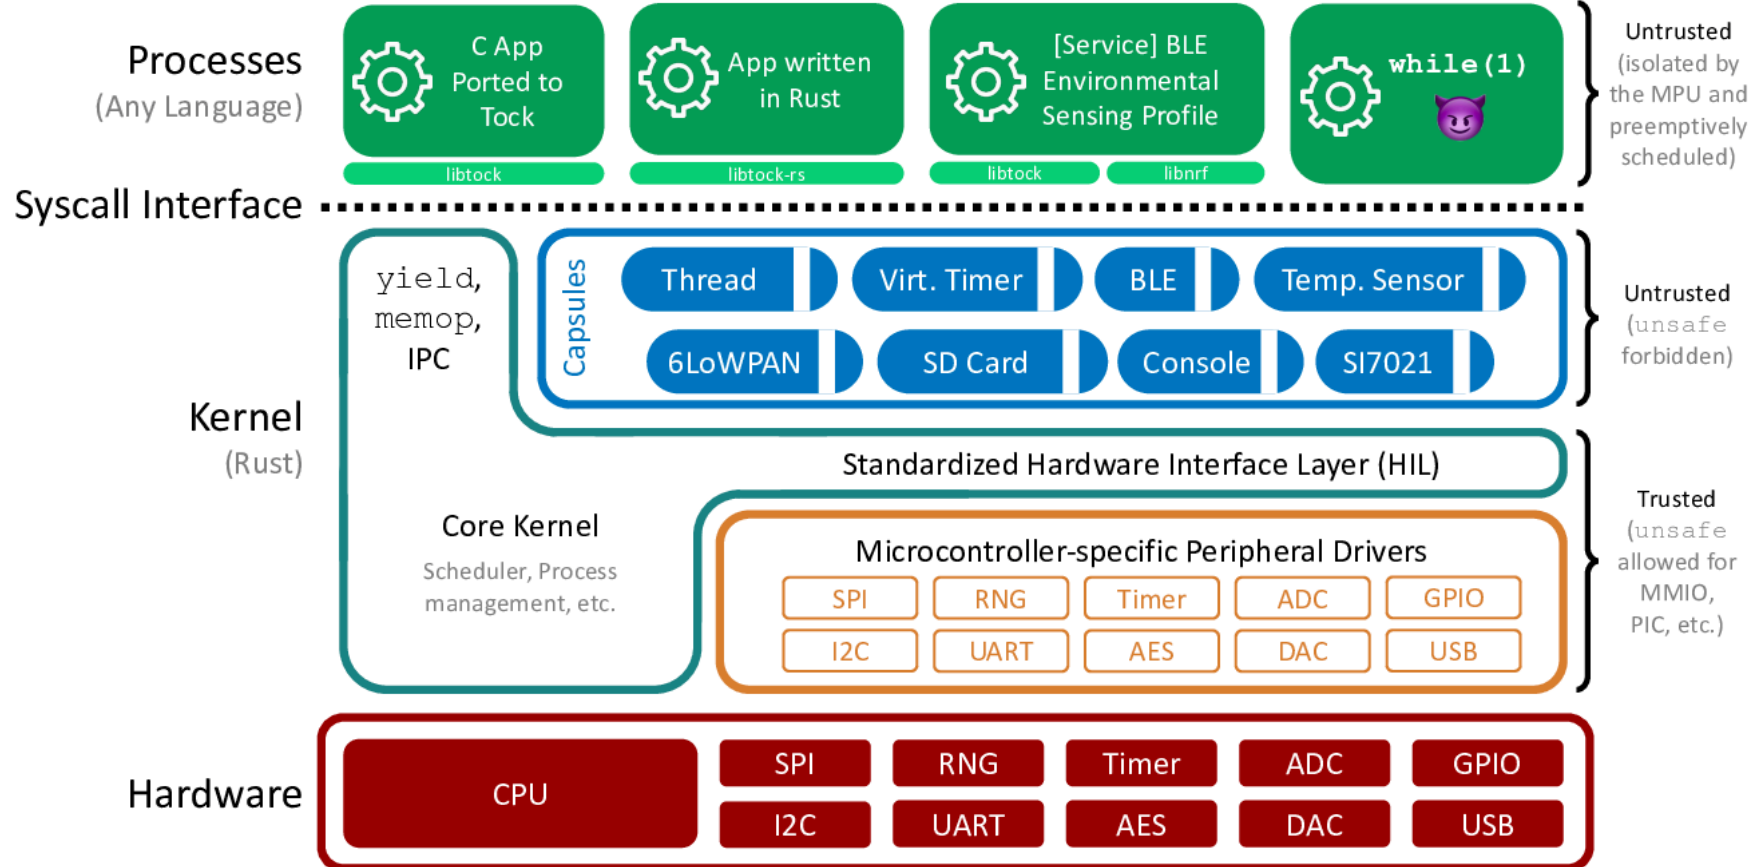 Processes
(Any Language)
C App
Ported to
Tock
App written
in Rust
[Service] BLE
Environmental
Sensing Profile
while(1)
libtock
libtock-rs
libtock
libnrf
Untrusted
(isolated by
the MPU and
preemptively
scheduled)
Syscall Interface
Kernel
(Rust)
yield,
memop,
IPC
Capsules
Thread
Virt. Timer
BLE
Temp. Sensor
6LoWPAN
SD Card
Console
SI7021
Untrusted
(unsafe
forbidden)
Standardized Hardware Interface Layer (HIL)
Core Kernel
Scheduler, Process
management, etc.
Microcontroller-specific Peripheral Drivers
SPI
RNG
Timer
ADC
GPIO
I2C
UART
AES
DAC
USB
Trusted
(unsafe
allowed for
MMIO,
PIC, etc.)
Hardware
CPU
SPI
RNG
Timer
ADC
GPIO
I2C
UART
AES
DAC
USB